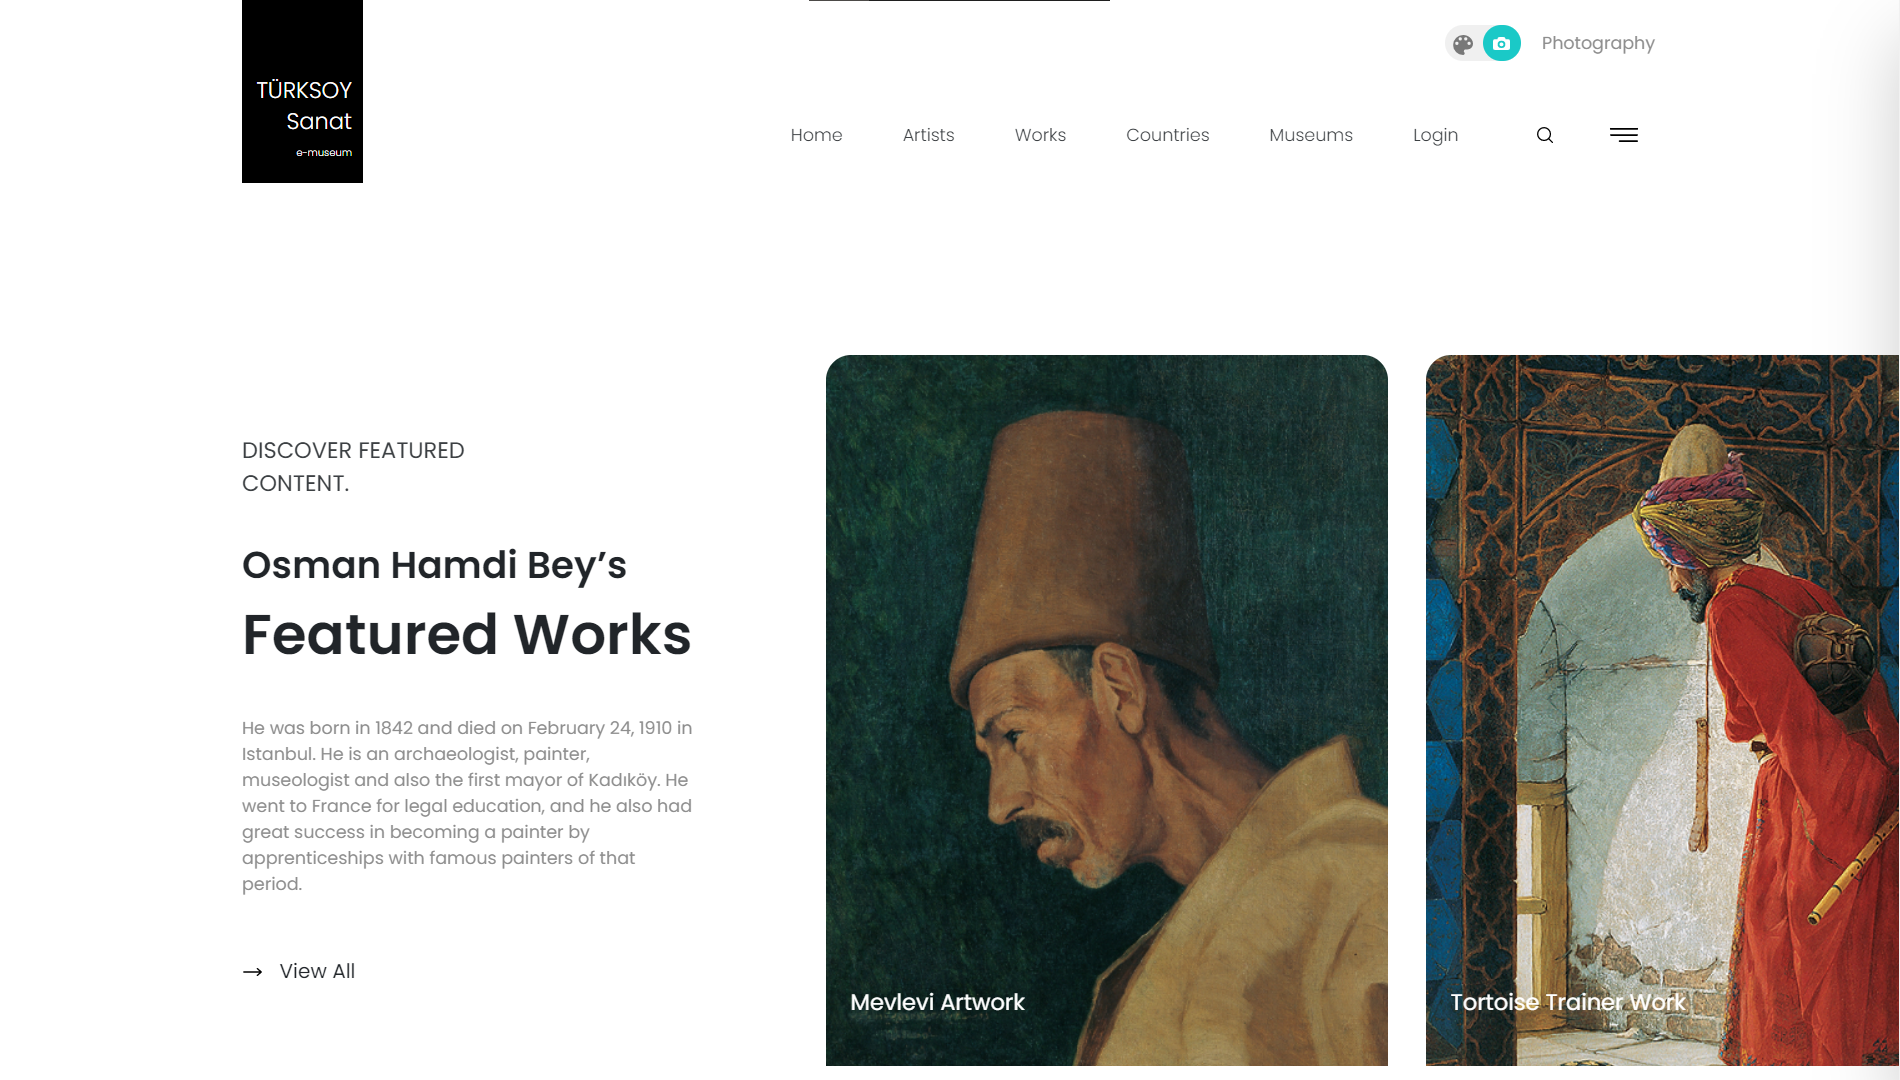 TÜRKSOY
Sanat
e-museum
Photography
Home
Artists
Works
Countries
Museums
Login
DISCOVER FEATURED
CONTENT.
Osman Hamdi Bey’s
Featured Works
He was born in 1842 and died on February 24, 1910 in
Istanbul. He is an archaeologist, painter,
museologist and also the first mayor of Kadıköy. He
went to France for legal education, and he also had
great success in becoming a painter by
apprenticeships with famous painters of that
period.
View All
Mevlevi Artwork
Tortoise Trainer Work